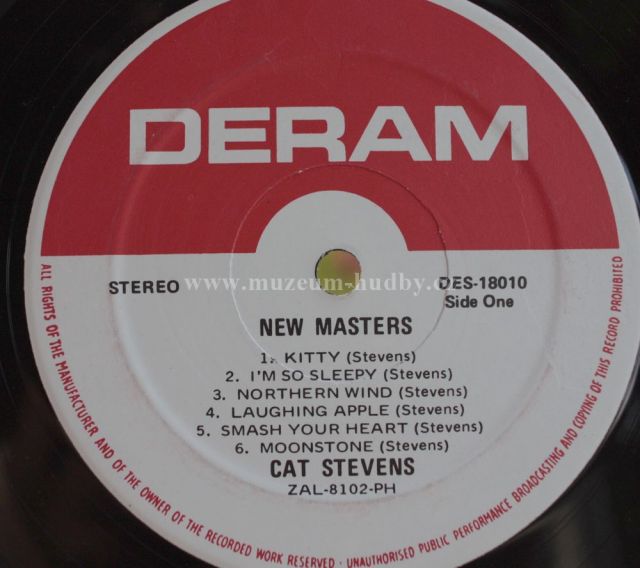 DERAM
STEREO
DES-18010
Side One
www.muzeum-hudby.c
NEW MASTERS
1. KITTY (Stevens)
2. I'M SO SLEEPY (Stevens)
3. NORTHERN WIND (Stevens)
4. LAUGHING APPLE (Stevens)
5. SMASH YOUR HEART (Stevens)
6. MOONSTONE (Stevens)
CAT STEVENS
ZAL-8102-PH
ALL RIGHTS OF THE MANUFACTURER AND OF THE OWNER OF THE RECORDED WORK RESERVED · UNAUTHORISED PUBLIC PERFORMANCE BROADCASTING AND COPYING OF THIS RECORD PROHIBITED